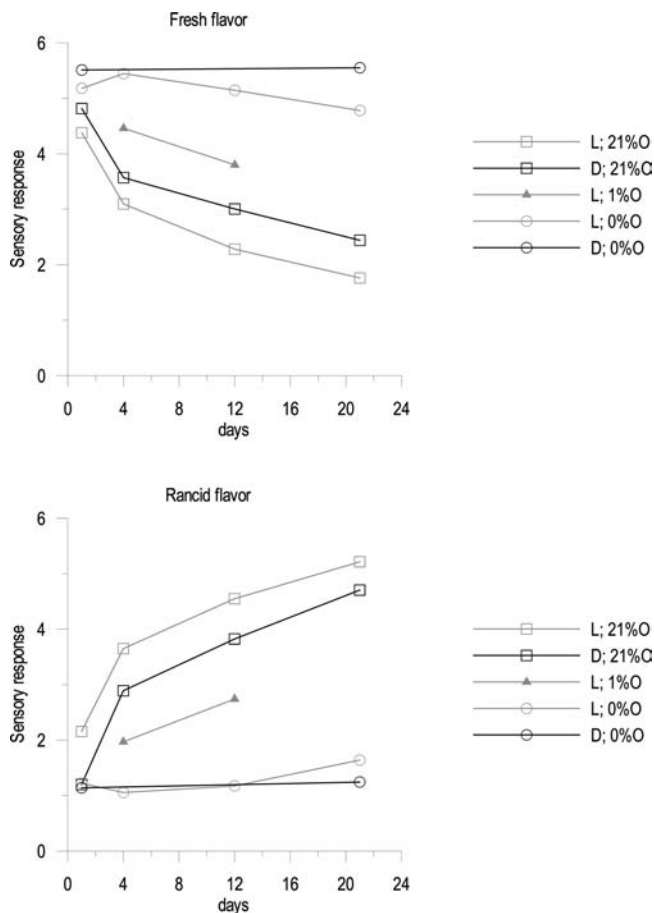 Fresh flavor
6
4
2
0
Sensory response
0 4 8 12 16 20 24
days
L; 21%O
D; 21%O
L; 1%O
L; 0%O
D; 0%O
Rancid flavor
6
4
2
0
Sensory response
0 4 8 12 16 20 24
days
L; 21%O
D; 21%O
L; 1%O
L; 0%O
D; 0%O